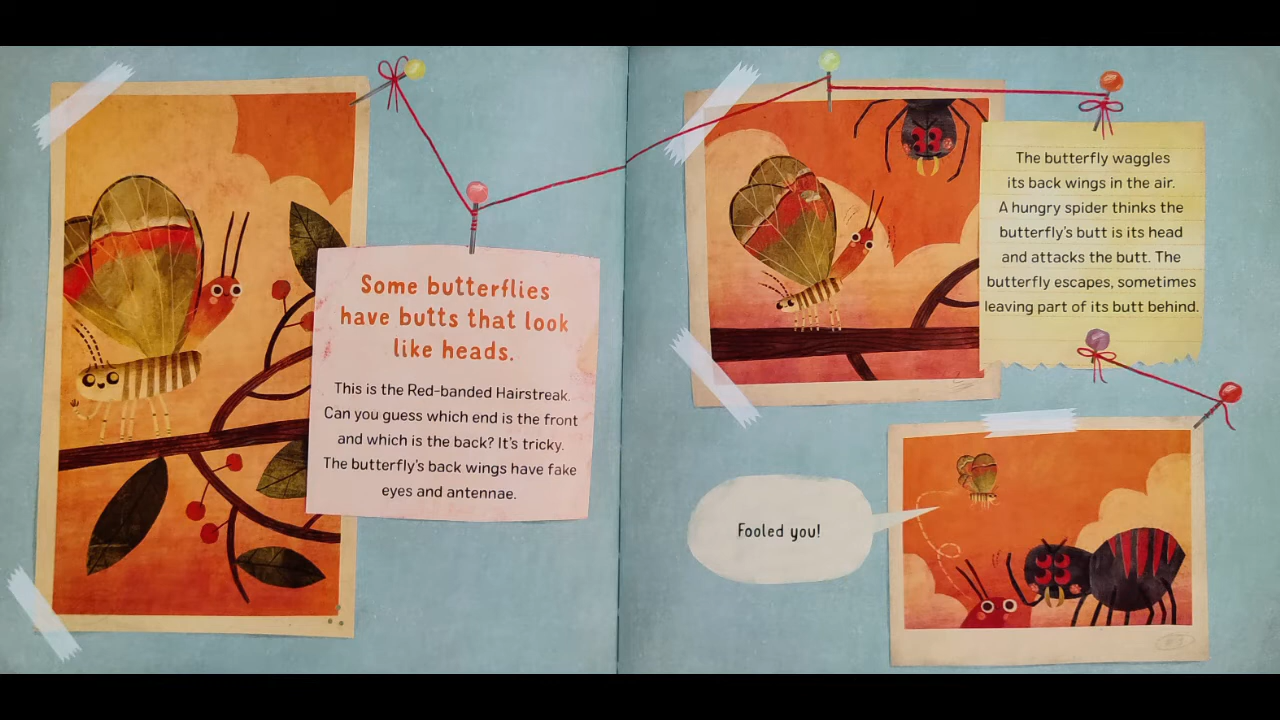 Some butterflies
have butts that look
like heads.
This is the Red-banded Hairstreak.
Can you guess which end is the front
and which is the back? It's tricky.
The butterfly's back wings have fake
eyes and antennae.
The butterfly waggles
its back wings in the air.
A hungry spider thinks the
butterfly's butt is its head
and attacks the butt. The
butterfly escapes, sometimes
leaving part of its butt behind.
Fooled you!